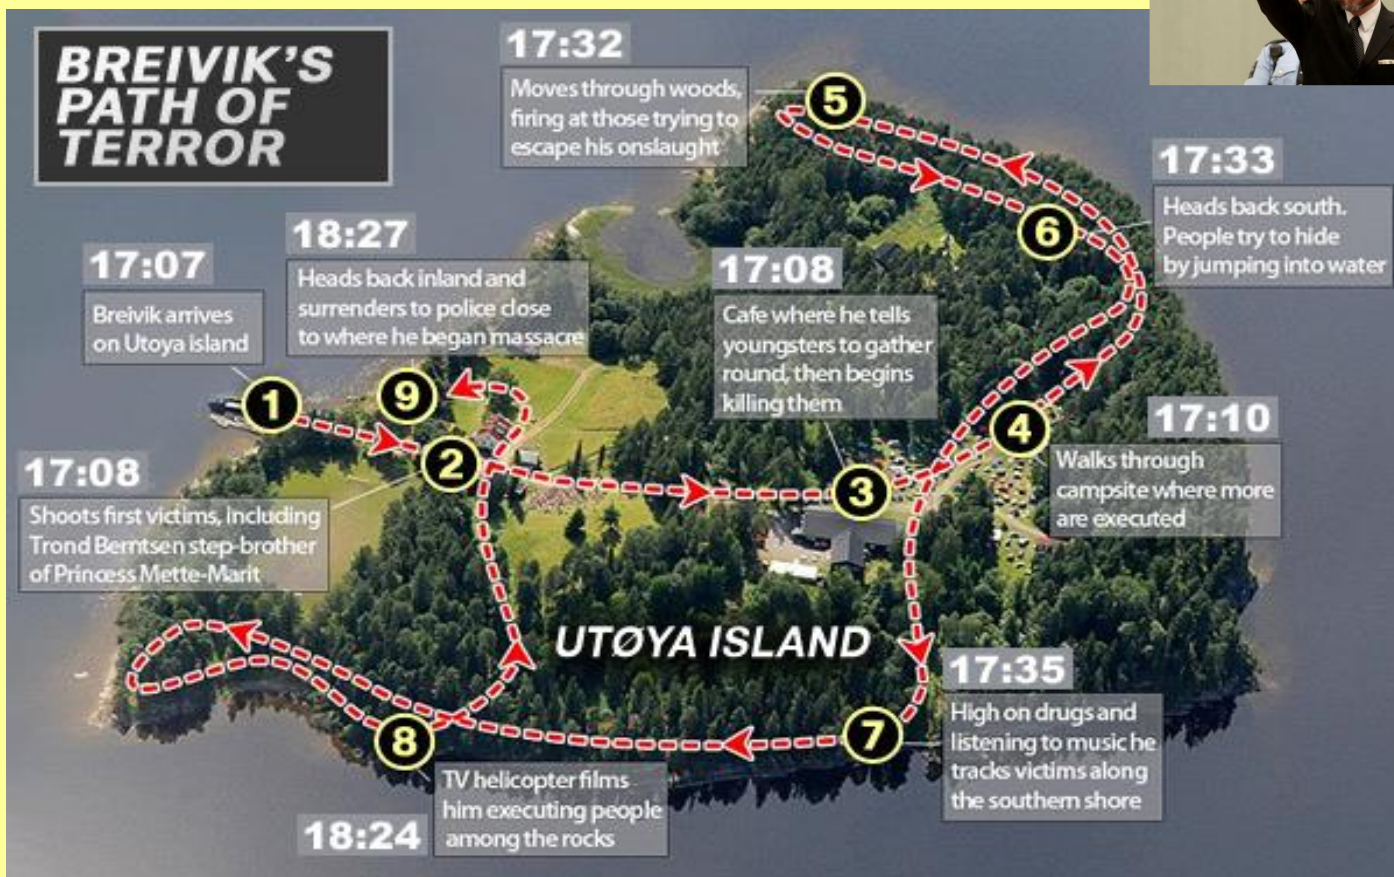 BREIVIK'S
PATH OF
TERROR
17:07
Breivik arrives
on Utoya island
1
17:08
Shoots first victims, including
Trond Berntsen step-brother
of Princess Mette-Marit
2
17:08
Cafe where he tells
youngsters to gather
round, then begins
killing them
3
17:10
Walks through
campsite where more
are executed
4
17:32
Moves through woods,
firing at those trying to
escape his onslaught
5
17:33
Heads back south.
People try to hide
by jumping into water
6
17:35
High on drugs and
listening to music he
tracks victims along
the southern shore
7
18:24
TV helicopter films
him executing people
among the rocks
8
18:27
Heads back inland and
surrenders to police close
to where he began massacre
9
UTØYA ISLAND